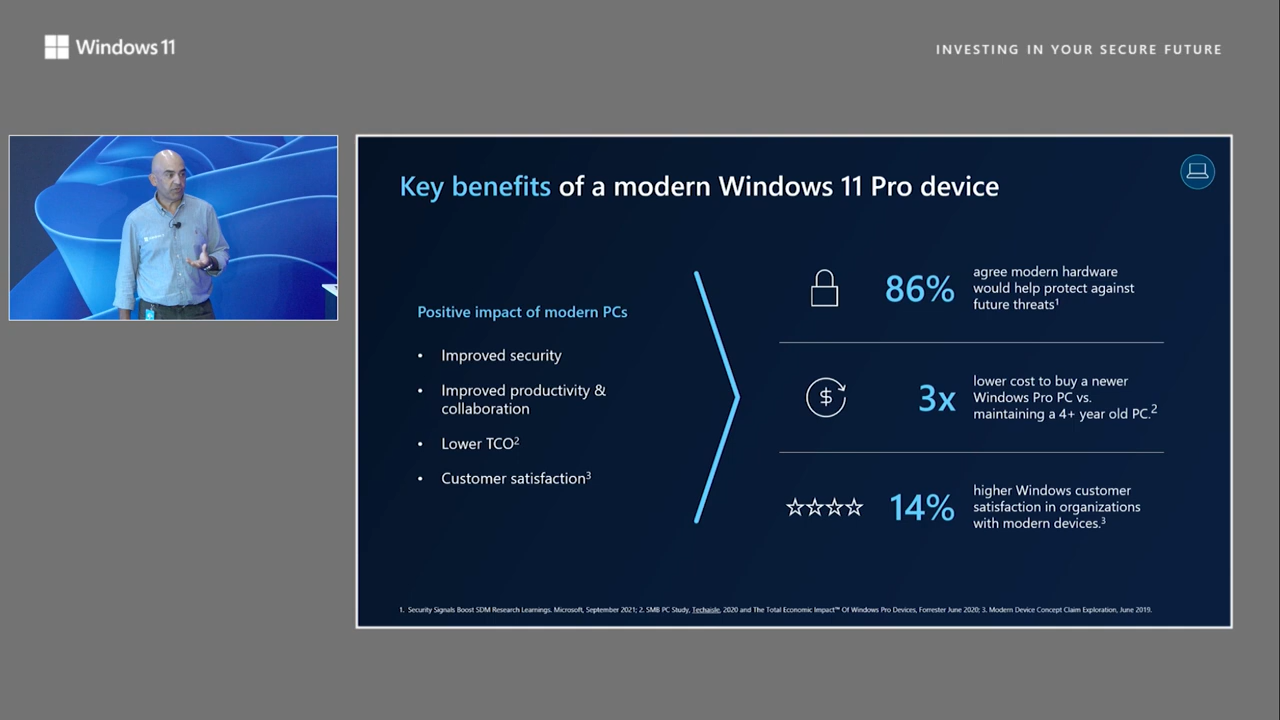 Windows 11
INVESTING IN YOUR SECURE FUTURE
Key benefits of a modern Windows 11 Pro device
Positive impact of modern PCs
• Improved security
• Improved productivity &
collaboration
• Lower TCO²
• Customer satisfaction³
86%
agree modern hardware
would help protect against
future threats¹
3x
lower cost to buy a newer
Windows Pro PC vs.
maintaining a 4+ year old PC.²
14%
higher Windows customer
satisfaction in organizations
with modern devices.³
1. Security Signals Boost SDM Research Learnings. Microsoft, September 2021; 2. SMB PC Study, Techaisle, 2020 and The Total Economic Impact™ Of Windows Pro Devices, Forrester June 2020; 3. Modern Device Concept Claim Exploration, June 2019.